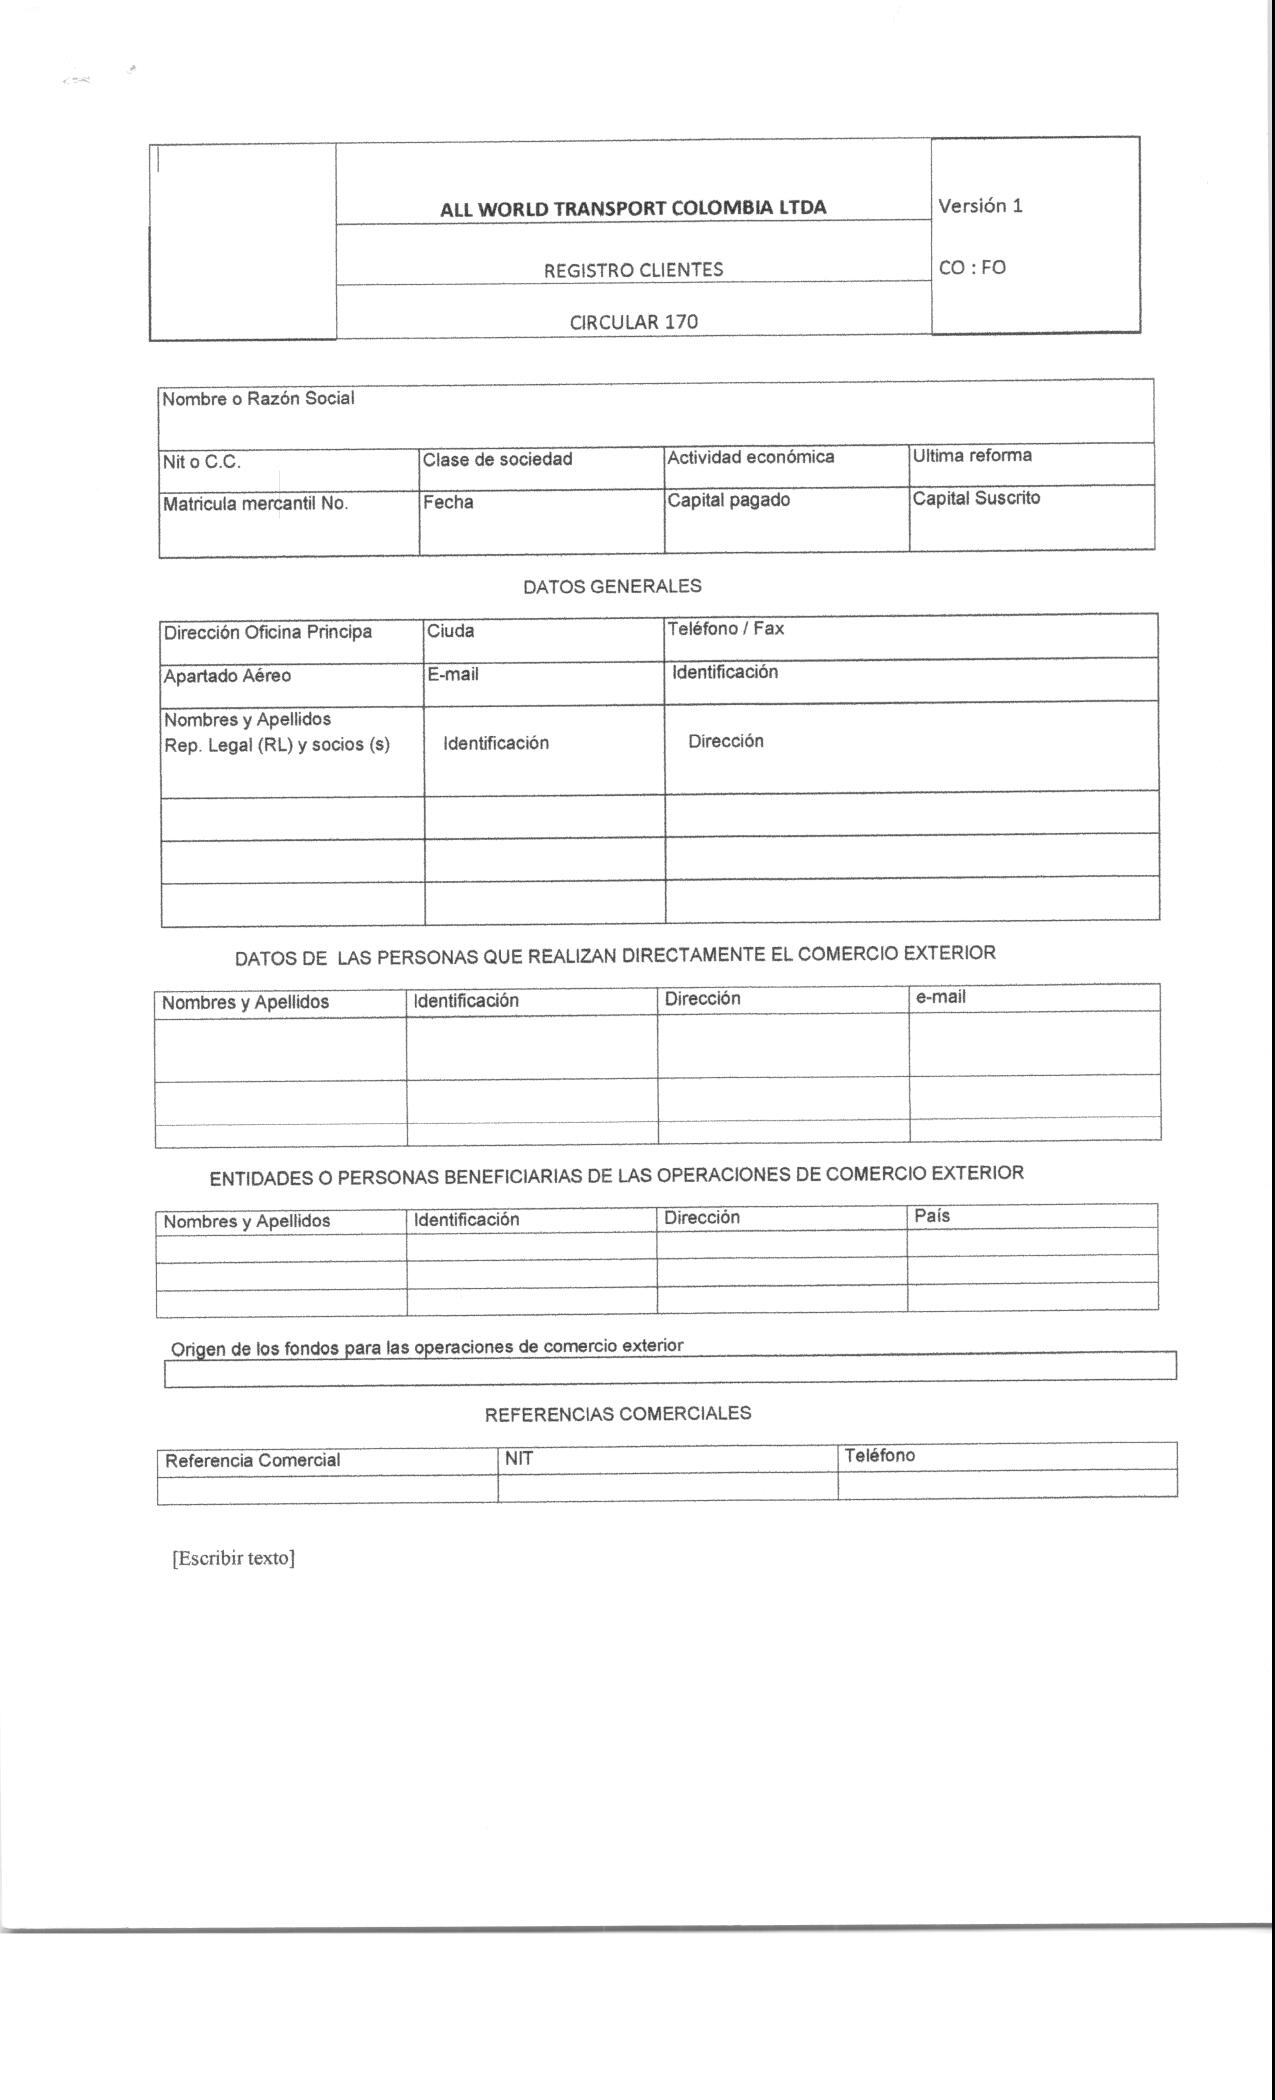 ALL WORLD TRANSPORT COLOMBIA LTDA
Versión 1
REGISTRO CLIENTES
CO : FO
CIRCULAR 170
Nombre o Razón Social
Nit o C.C.
Clase de sociedad
Actividad económica
Ultima reforma
Matricula mercantil No.
Fecha
Capital pagado
Capital Suscrito
DATOS GENERALES
Dirección Oficina Principa
Ciuda
Teléfono / Fax
Apartado Aéreo
E-mail
Identificación
Nombres y Apellidos
Rep. Legal (RL) y socios (s)
Identificación
Dirección
DATOS DE LAS PERSONAS QUE REALIZAN DIRECTAMENTE EL COMERCIO EXTERIOR
Nombres y Apellidos
Identificación
Dirección
e-mail
ENTIDADES O PERSONAS BENEFICIARIAS DE LAS OPERACIONES DE COMERCIO EXTERIOR
Nombres y Apellidos
Identificación
Dirección
País
Origen de los fondos para las operaciones de comercio exterior
REFERENCIAS COMERCIALES
Referencia Comercial
NIT
Teléfono
[Escribir texto]